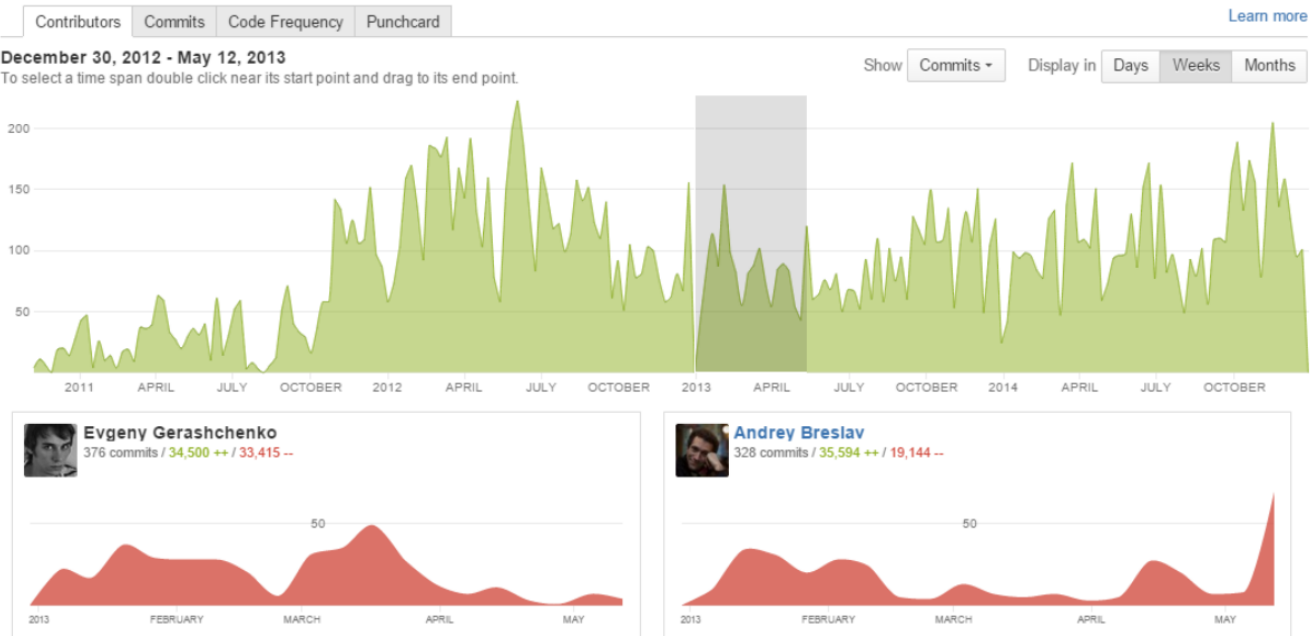 Contributors Commits Code Frequency Punchcard Learn more
December 30, 2012 - May 12, 2013
To select a time span double click near its start point and drag to its end point.
Show Commits Display in Days Weeks Months
200
150
100
50
2011 APRIL JULY OCTOBER 2012 APRIL JULY OCTOBER 2013 APRIL JULY OCTOBER 2014 APRIL JULY OCTOBER
Evgeny Gerashchenko
376 commits / 34,500 ++ / 33,415 --
50
2013 FEBRUARY MARCH APRIL MAY
Andrey Breslav
328 commits / 35,594 ++ / 19,144 --
50
2013 FEBRUARY MARCH APRIL MAY